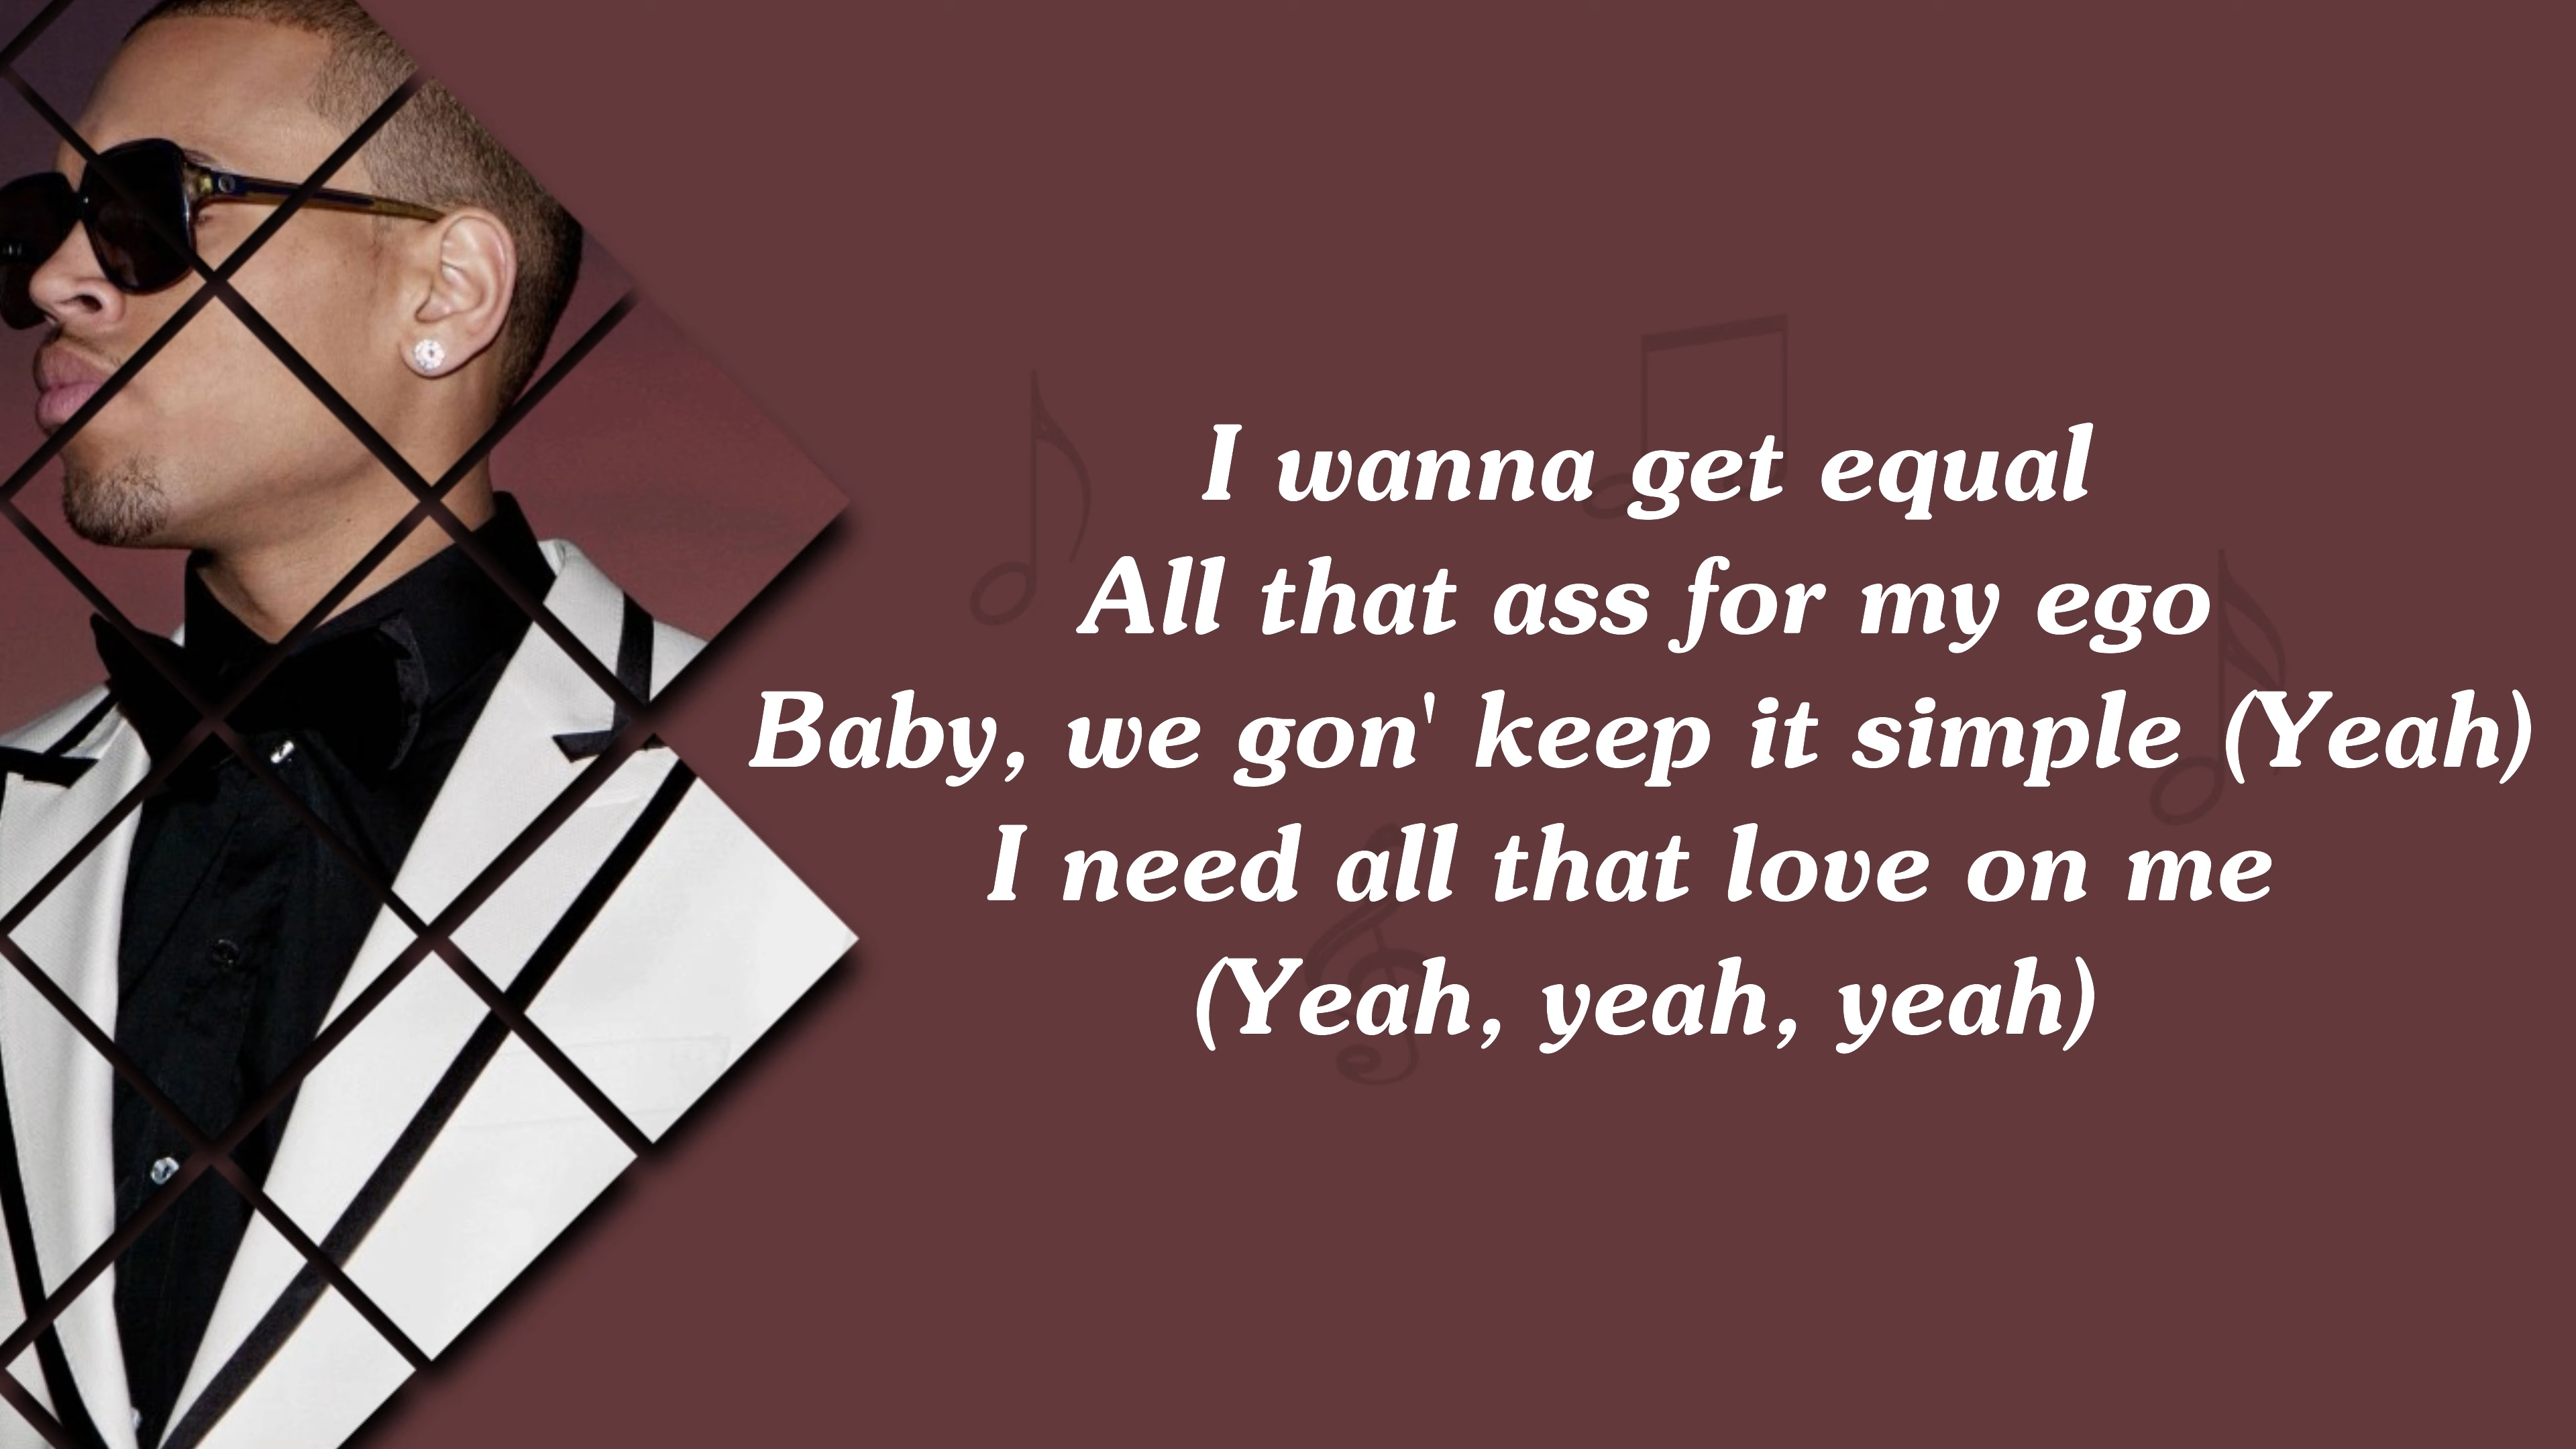 I wanna get equal
All that ass for my ego
Baby, we gon' keep it simple (Yeah)
I need all that love on me
(Yeah, yeah, yeah)